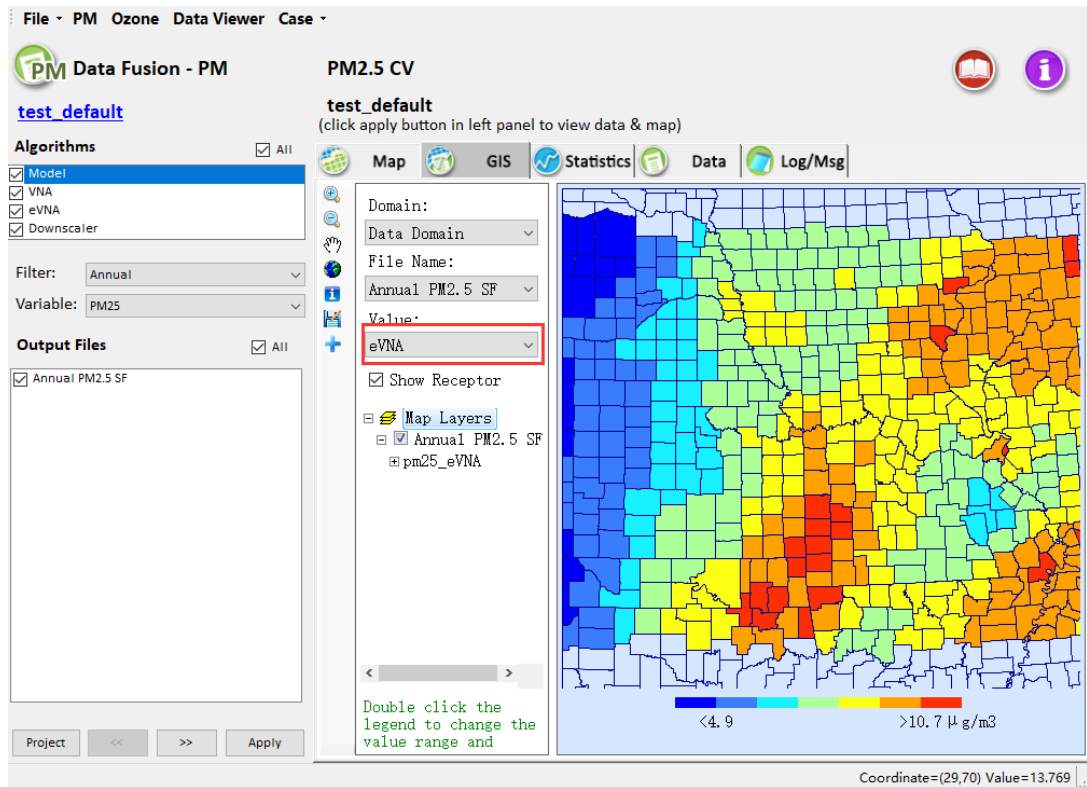 File PM Ozone Data Viewer Case
PM Data Fusion - PM
PM2.5 CV
test_default
test_default
(click apply button in left panel to view data & map)
Algorithms All
Model
VNA
eVNA
Downscaler
Filter: Annual
Variable: PM25
Output Files All
Annual PM2.5 SF
Project << >> Apply
Map GIS Statistics Data Log/Msg
Domain:
Data Domain
File Name:
Annual PM2.5 SF
Value:
eVNA
Show Receptor
Map Layers
Annual PM2.5 SF
pm25_eVNA
Double click the
legend to change the
value range and
<4.9 >10.7 μg/m3
Coordinate=(29,70) Value=13.769